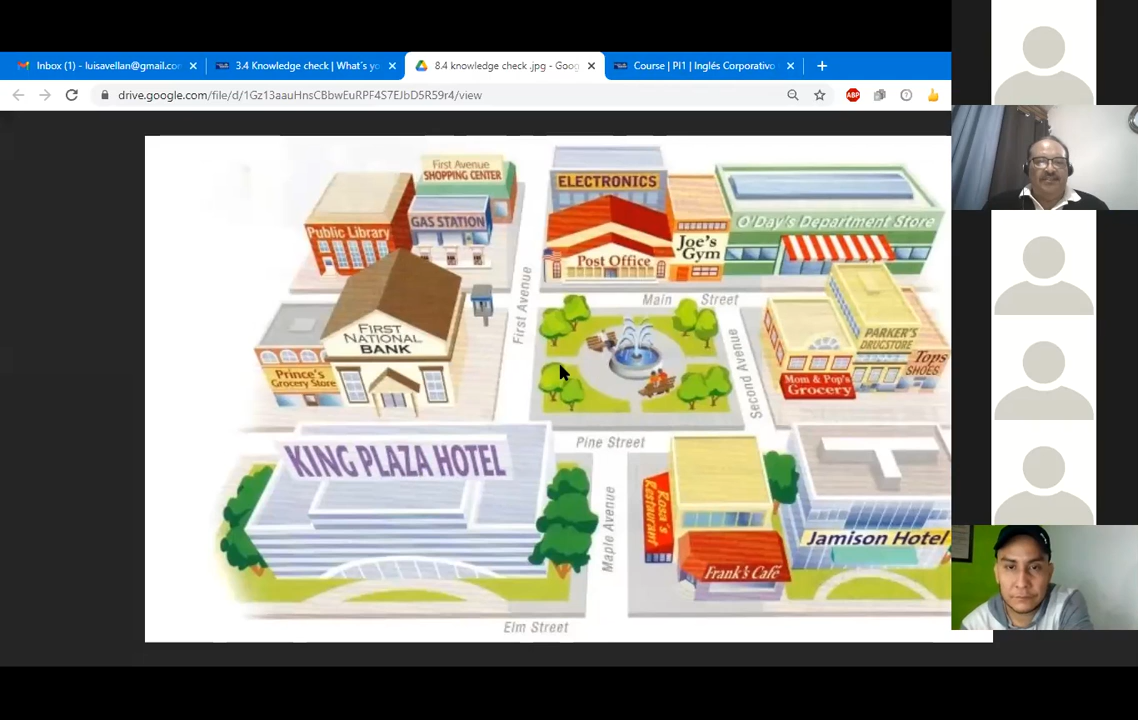 Inbox (1) - luisavellan@gmail.co
3.4 Knowledge check | What's yo
8.4 knowledge check .jpg - Goog
Course | PI1 | Inglés Corporativo
drive.google.com/file/d/1Gz13aauHnsCBbwEuRPF4S7EJbD5R59r4/view
ABP
First Avenue
SHOPPING CENTER
GAS STATION
Public Library
ELECTRONICS
Post Office
Joe's
Gym
O'Day's Department Store
Main Street
First Avenue
Second Avenue
FIRST
NATIONAL
BANK
Prince's
Grocery Store
PARKER'S
DRUGSTORE
Tops
SHOES
Mom & Pop's
Grocery
Pine Street
KING PLAZA HOTEL
Maple Avenue
Rosa's
Restaurant
Frank's Café
Jamison Hotel
Elm Street